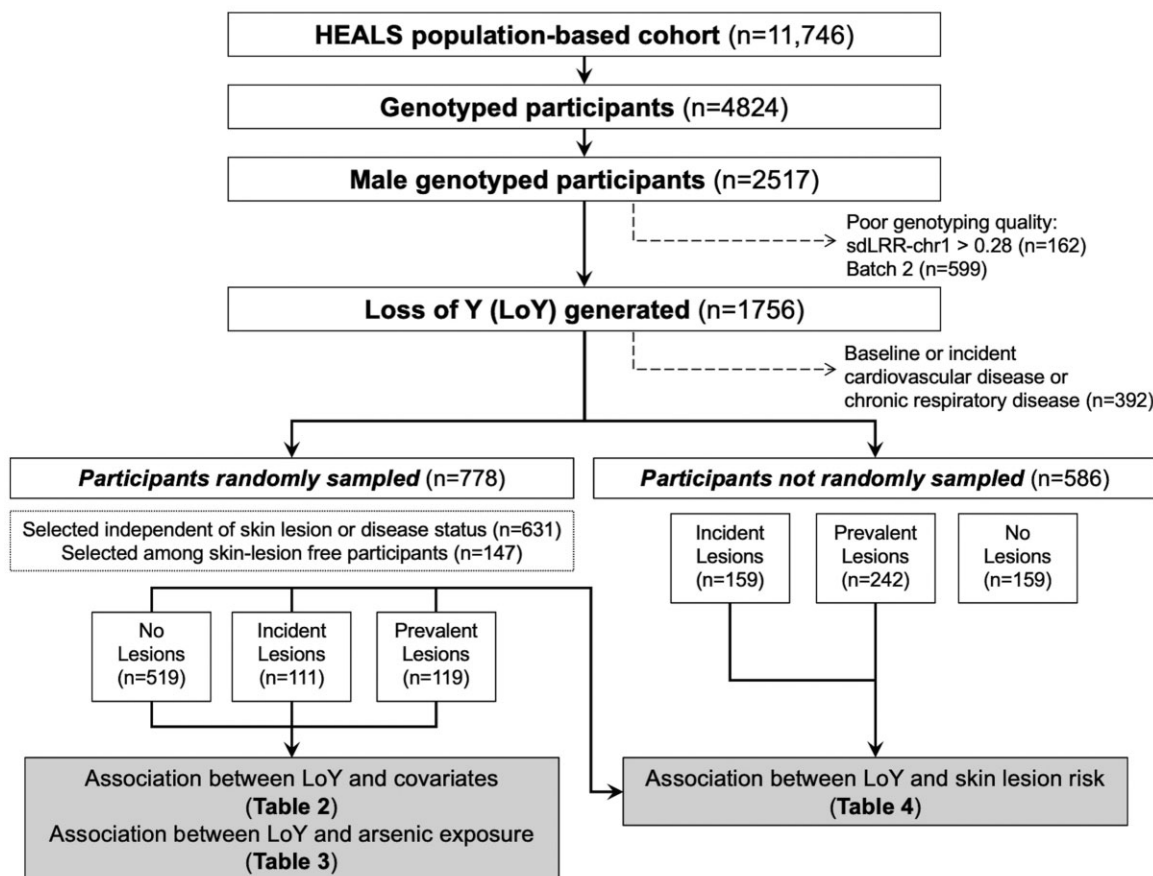 HEALS population-based cohort (n=11,746)
Genotyped participants (n=4824)
Male genotyped participants (n=2517)
Poor genotyping quality:
sdLRR-chr1 > 0.28 (n=162)
Batch 2 (n=599)
Loss of Y (LoY) generated (n=1756)
Baseline or incident
cardiovascular disease or
chronic respiratory disease (n=392)
Participants randomly sampled (n=778)
Participants not randomly sampled (n=586)
Selected independent of skin lesion or disease status (n=631)
Selected among skin-lesion free participants (n=147)
Incident
Lesions
(n=159)
Prevalent
Lesions
(n=242)
No
Lesions
(n=159)
No
Lesions
(n=519)
Incident
Lesions
(n=111)
Prevalent
Lesions
(n=119)
Association between LoY and covariates
(Table 2)
Association between LoY and arsenic exposure
(Table 3)
Association between LoY and skin lesion risk
(Table 4)